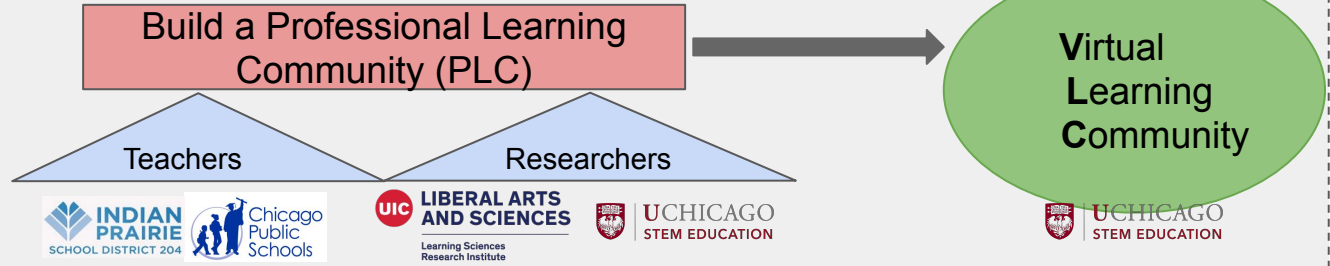 Build a Professional Learning
Community (PLC)
Virtual
Learning
Community
Teachers
Researchers
INDIAN
PRAIRIE
SCHOOL DISTRICT 204
Chicago
Public
Schools
UIC
LIBERAL ARTS
AND SCIENCES
Learning Sciences
Research Institute
UCHICAGO
STEM EDUCATION
UCHICAGO
STEM EDUCATION